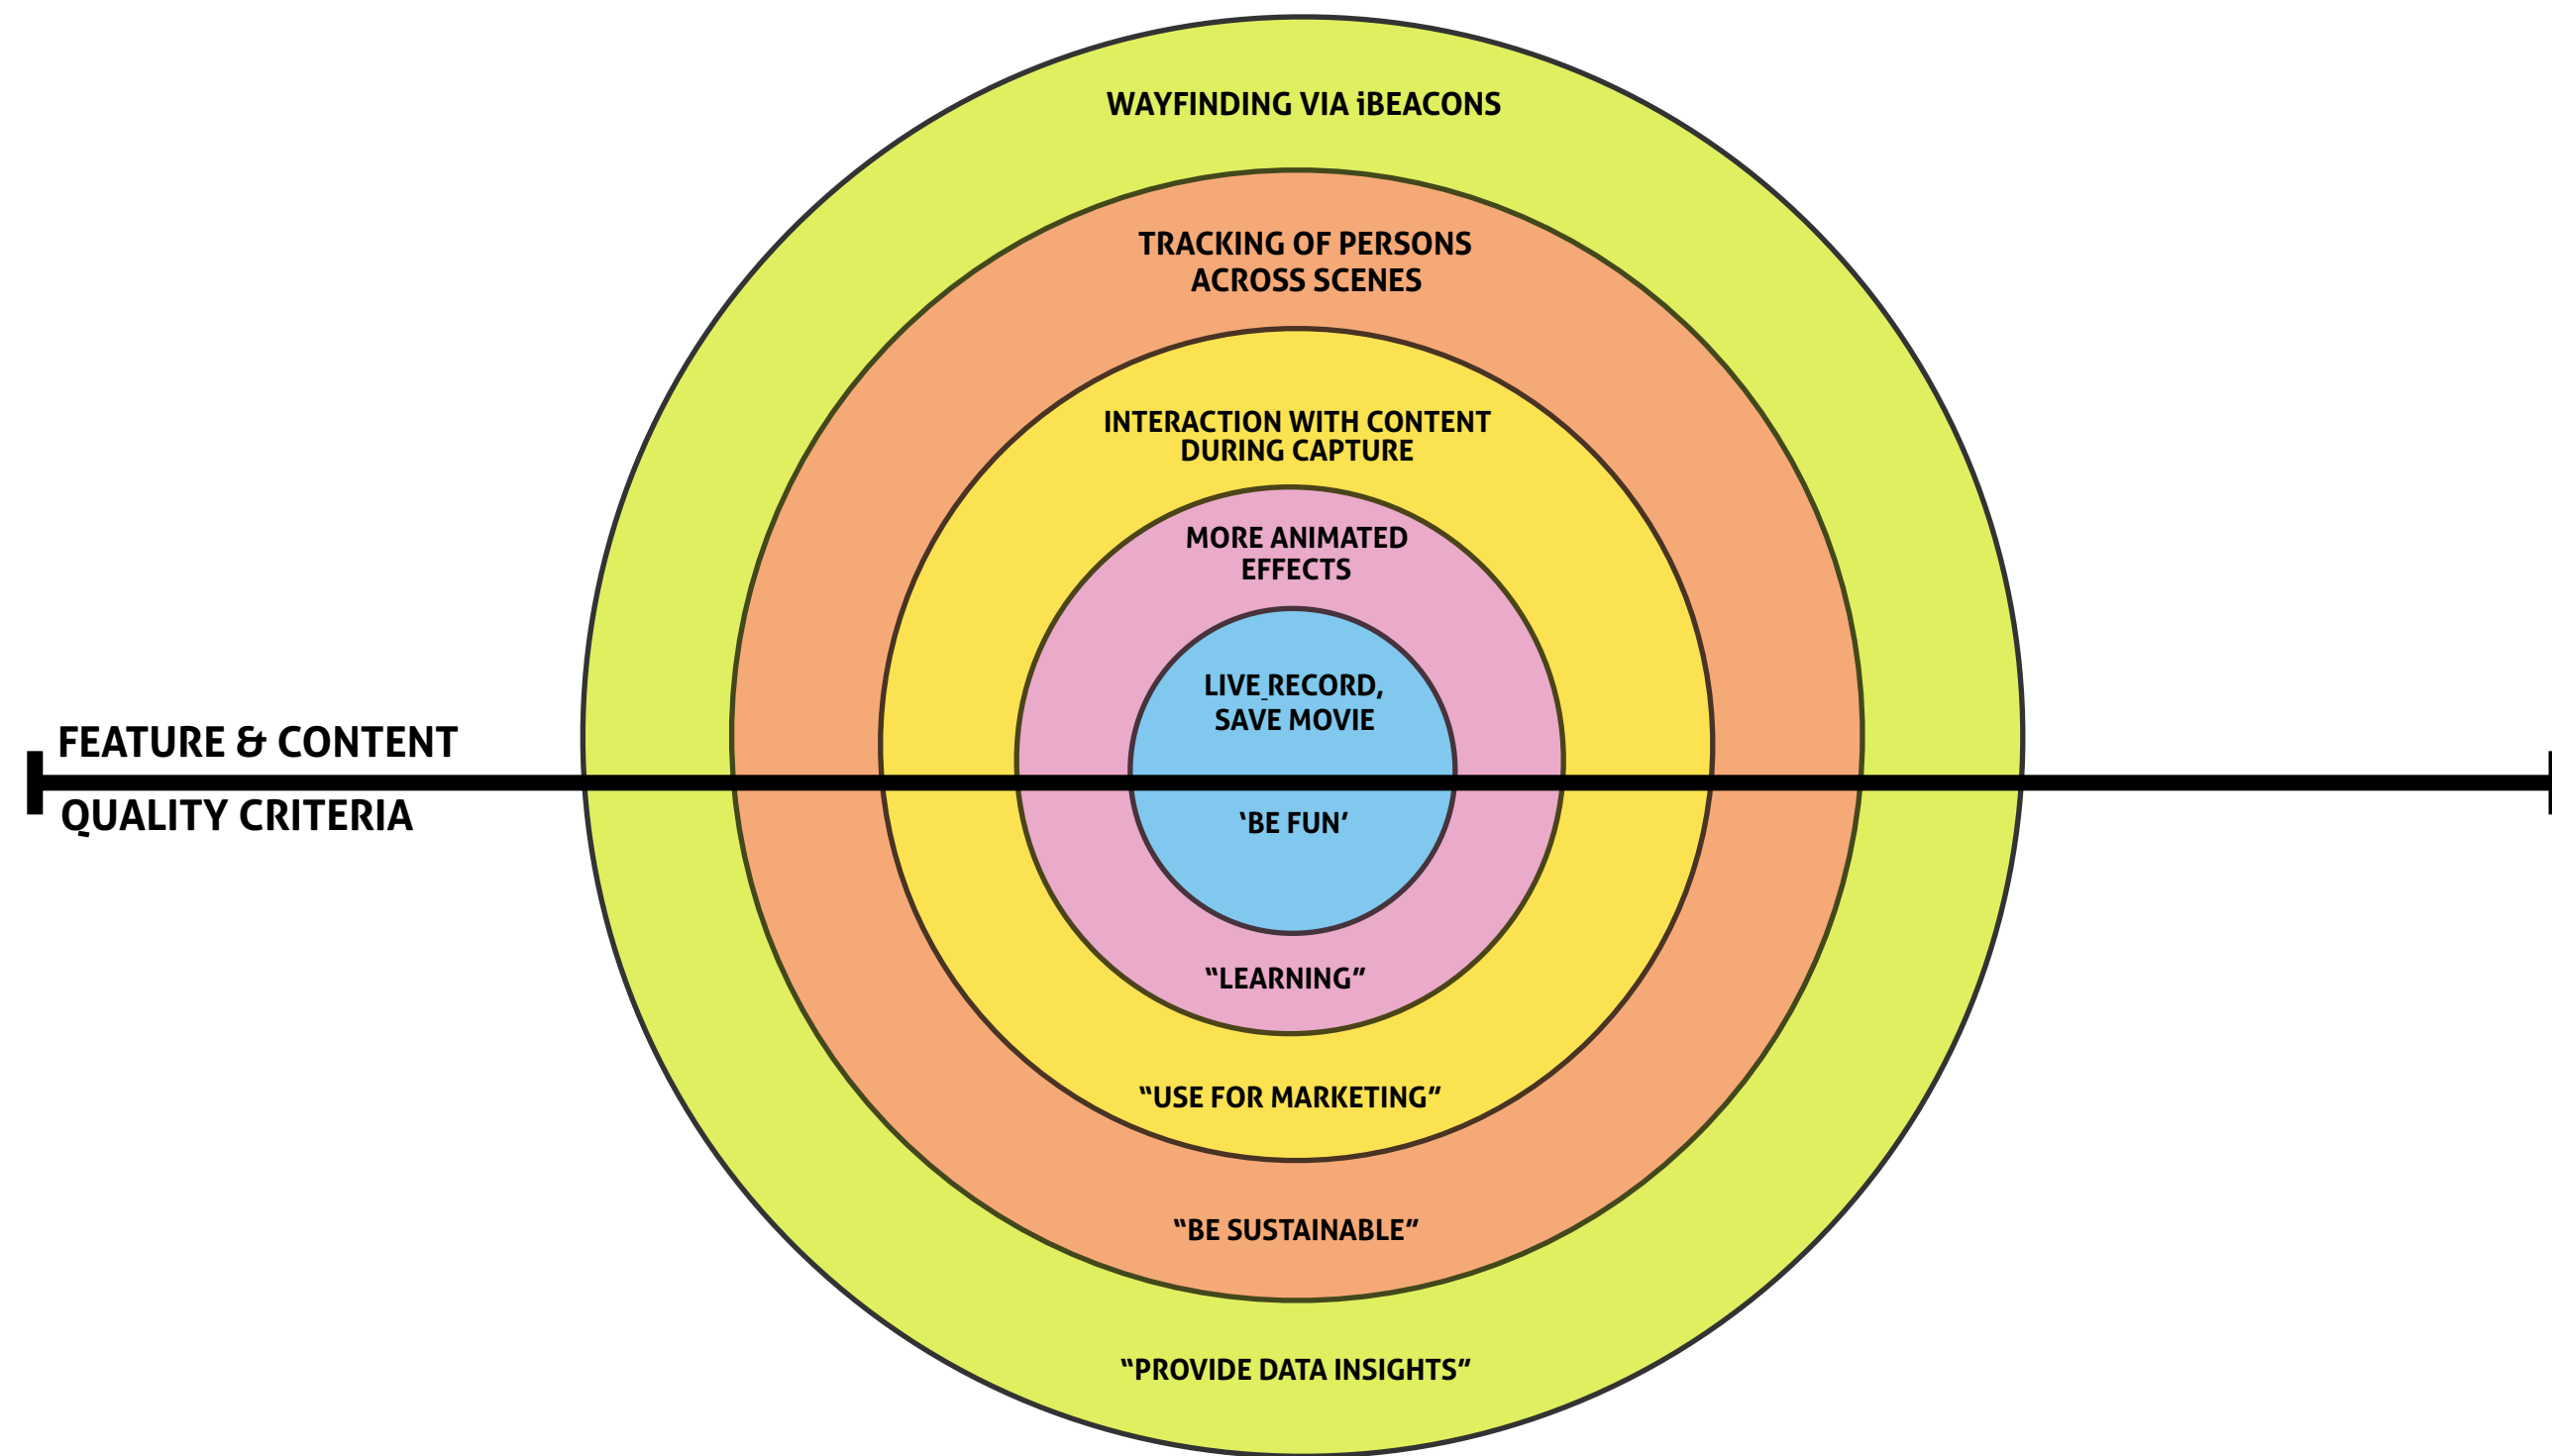 WAYFINDING VIA iBEACONS
TRACKING OF PERSONS
ACROSS SCENES
INTERACTION WITH CONTENT
DURING CAPTURE
MORE ANIMATED
EFFECTS
LIVE RECORD,
SAVE MOVIE
FEATURE & CONTENT
QUALITY CRITERIA
‘BE FUN’
“LEARNING”
“USE FOR MARKETING”
“BE SUSTAINABLE”
“PROVIDE DATA INSIGHTS”